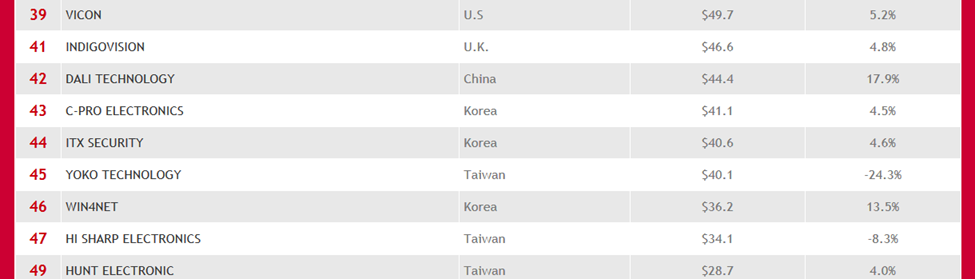 39 VICON U.S $49.7 5.2%
41 INDIGOVISION U.K. $46.6 4.8%
42 DALI TECHNOLOGY China $44.4 17.9%
43 C-PRO ELECTRONICS Korea $41.1 4.5%
44 ITX SECURITY Korea $40.6 4.6%
45 YOKO TECHNOLOGY Taiwan $40.1 -24.3%
46 WIN4NET Korea $36.2 13.5%
47 HI SHARP ELECTRONICS Taiwan $34.1 -8.3%
49 HUNT ELECTRONIC Taiwan $28.7 4.0%